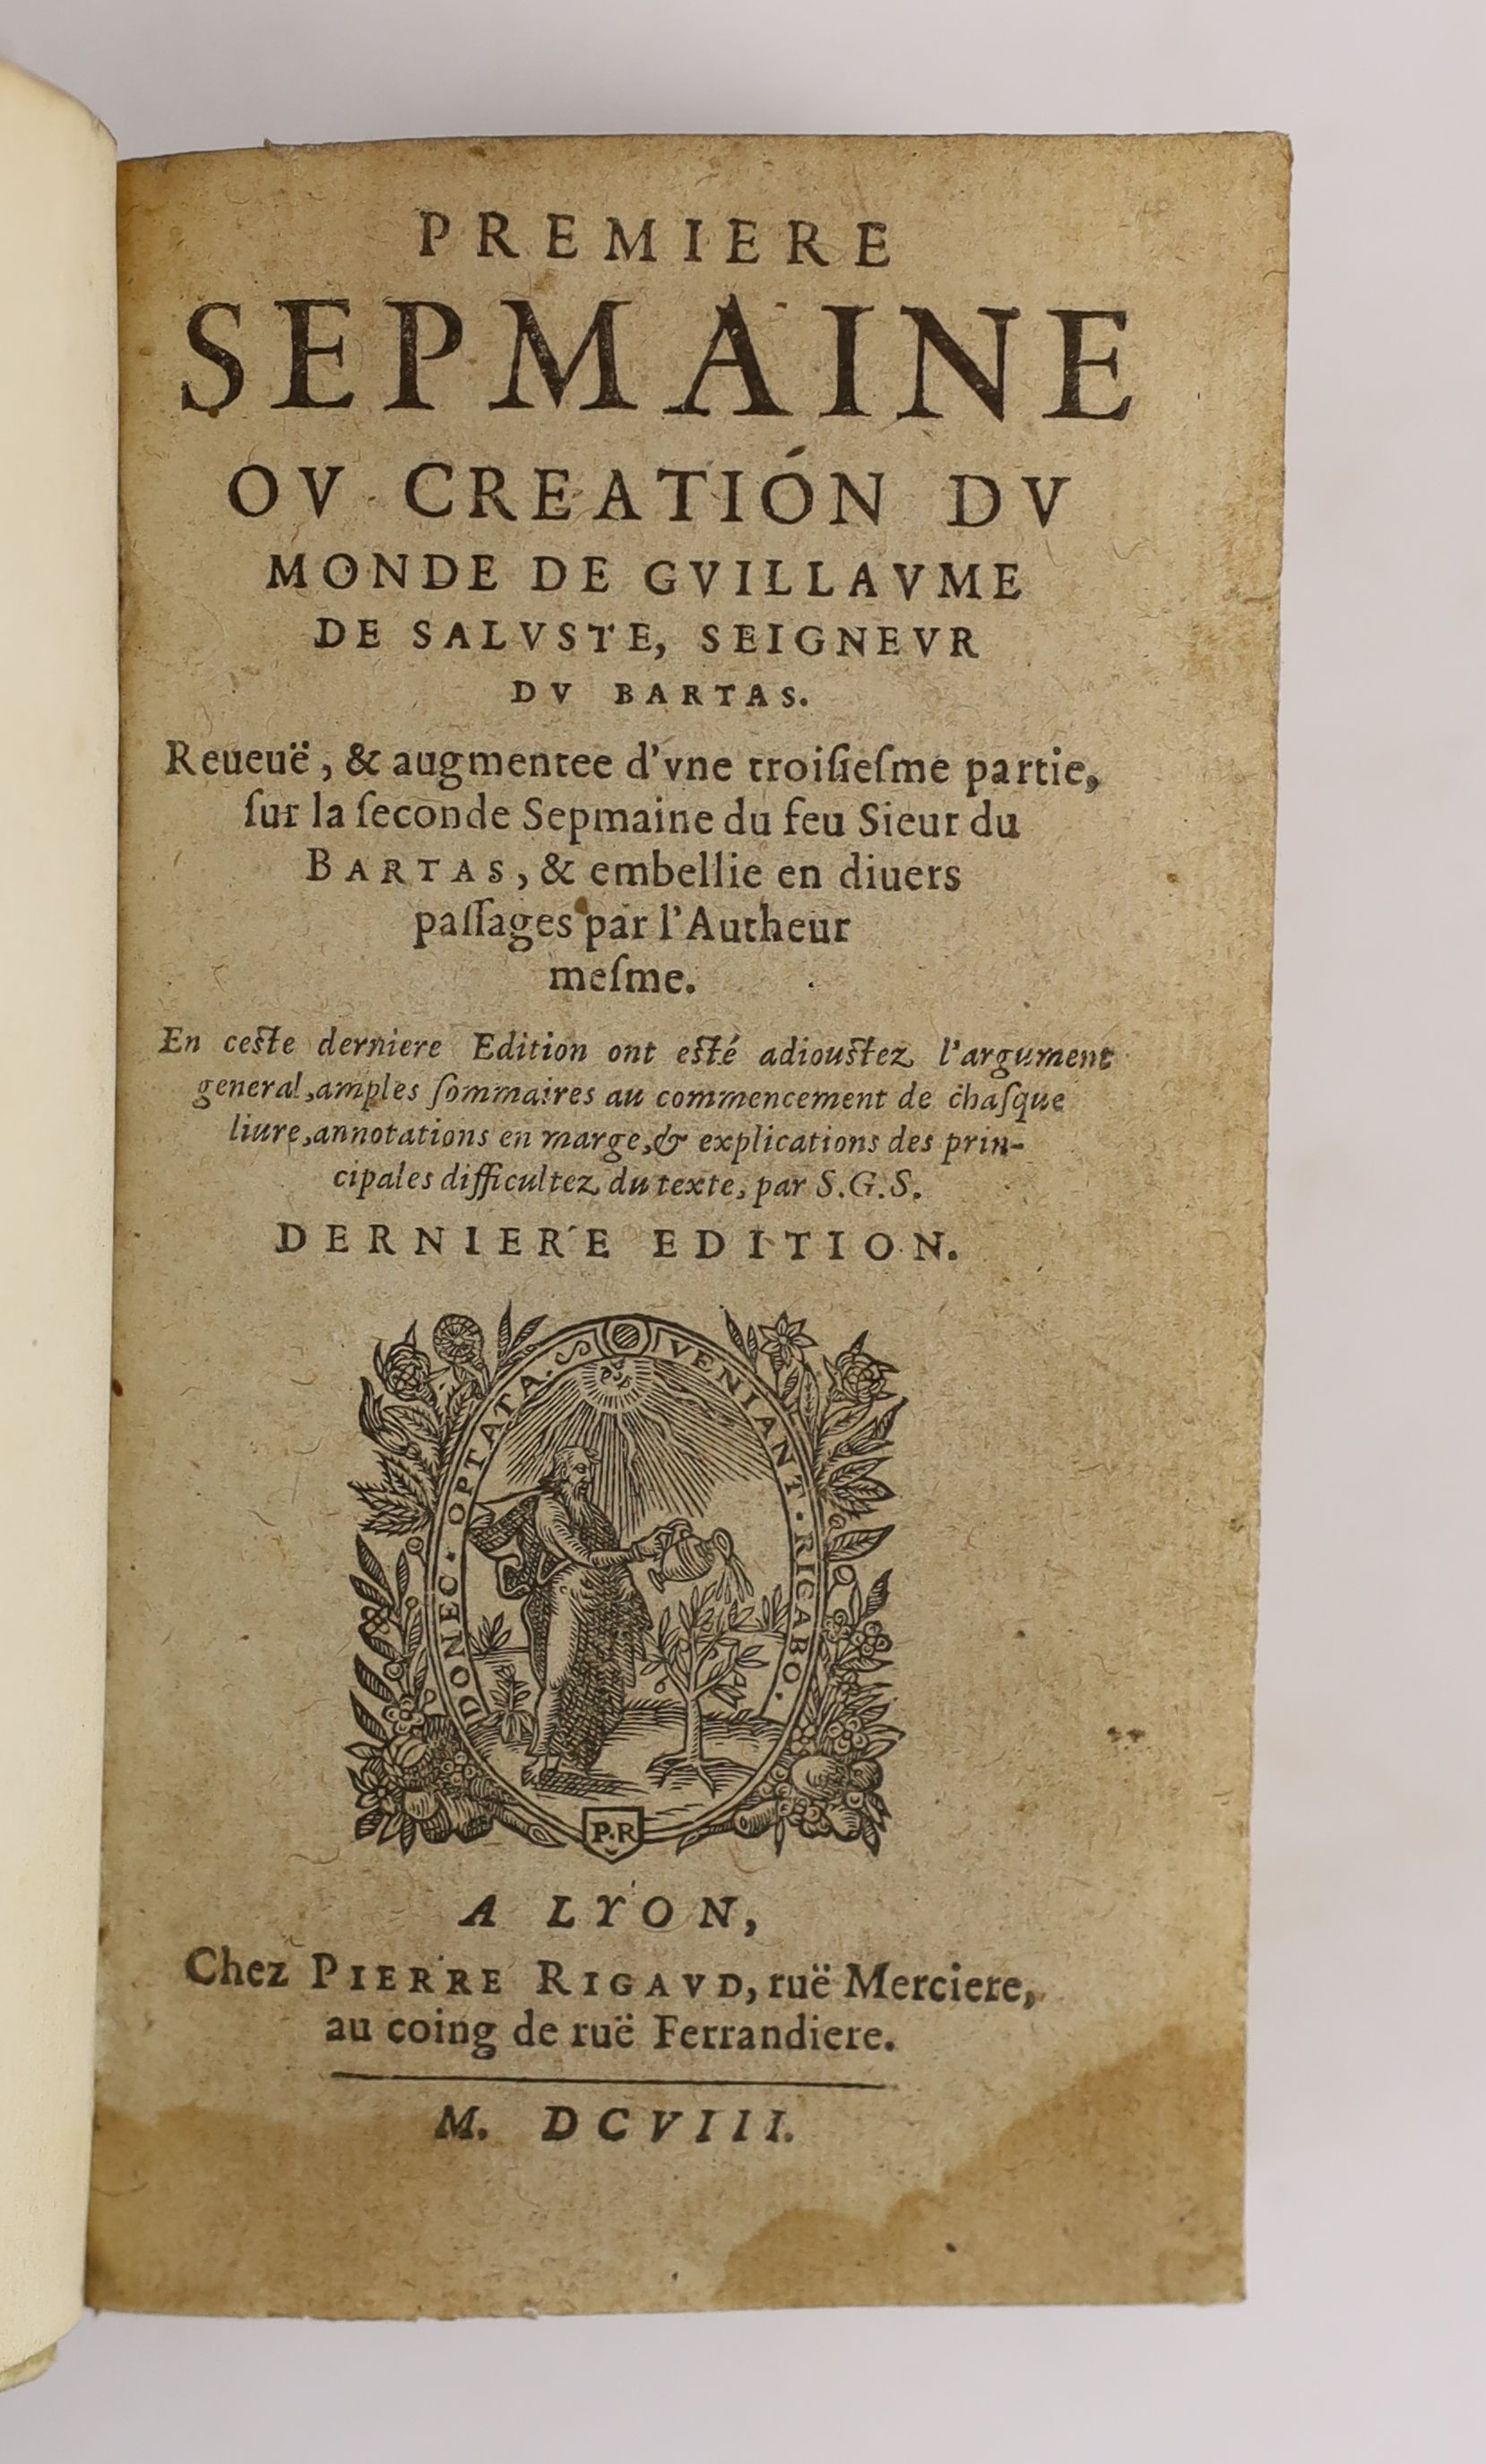 PREMIERE
SEPMAINE
OV CREATION DV
MONDE DE GVILLAVME
DE SALVSTE, SEIGNEVR
DV BARTAS.
Reueuë, & augmentee d'vne troiſieſme partie,
ſur la ſeconde Sepmaine du feu Sieur du
BARTAS, & embellie en diuers
paſſages par l'Autheur
meſme.
En ceſte derniere Edition ont eſté adiouſtez l'argument
general, amples ſommaires au commencement de chaſque
liure, annotations en marge, & explications des prin-
cipales difficultez du texte, par S.G.S.
DERNIERE EDITION.
DONEC · OPTATA · VENIANT · RIGABO ·
P.R
A LYON,
Chez PIERRE RIGAVD, ruë Merciere,
au coing de ruë Ferrandiere.
M. DCVIII.